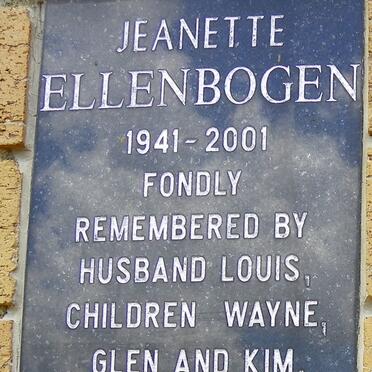 JEANETTE
ELLENBOGEN
1941-2001
FONDLY
REMEMBERED BY
HUSBAND LOUIS,
CHILDREN WAYNE,
GLEN AND KIM,